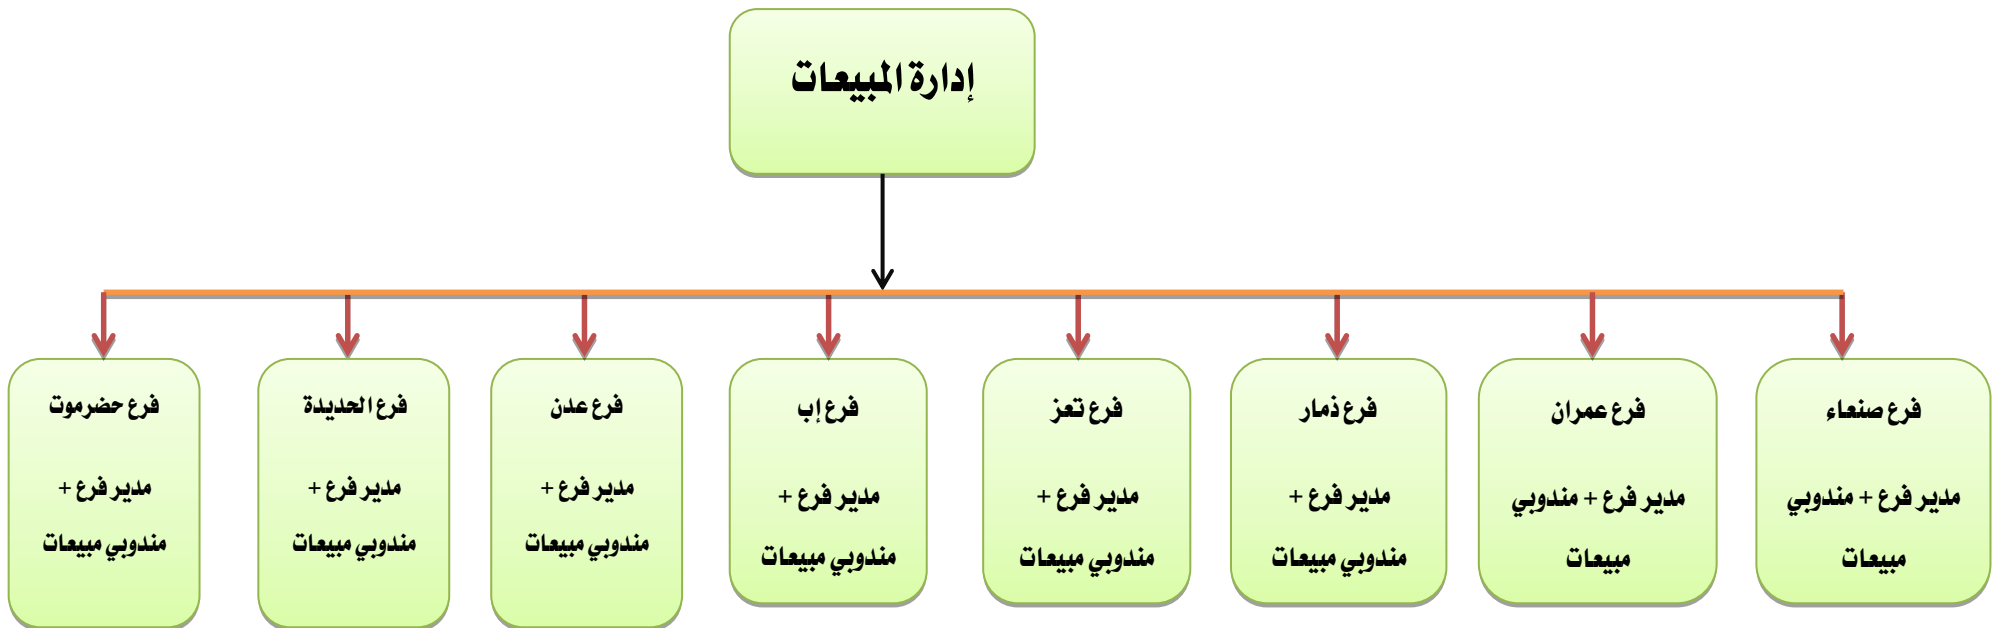 إدارة المبيعات
فرع صنعاء
مدير فرع + مندوبي
مبيعات
فرع عمران
مدير فرع + مندوبي
مبيعات
فرع ذمار
مدير فرع +
مندوبي مبيعات
فرع تعز
مدير فرع +
مندوبي مبيعات
فرع إب
مدير فرع +
مندوبي مبيعات
فرع عدن
مدير فرع +
مندوبي مبيعات
فرع الحديدة
مدير فرع +
مندوبي مبيعات
فرع حضرموت
مدير فرع +
مندوبي مبيعات